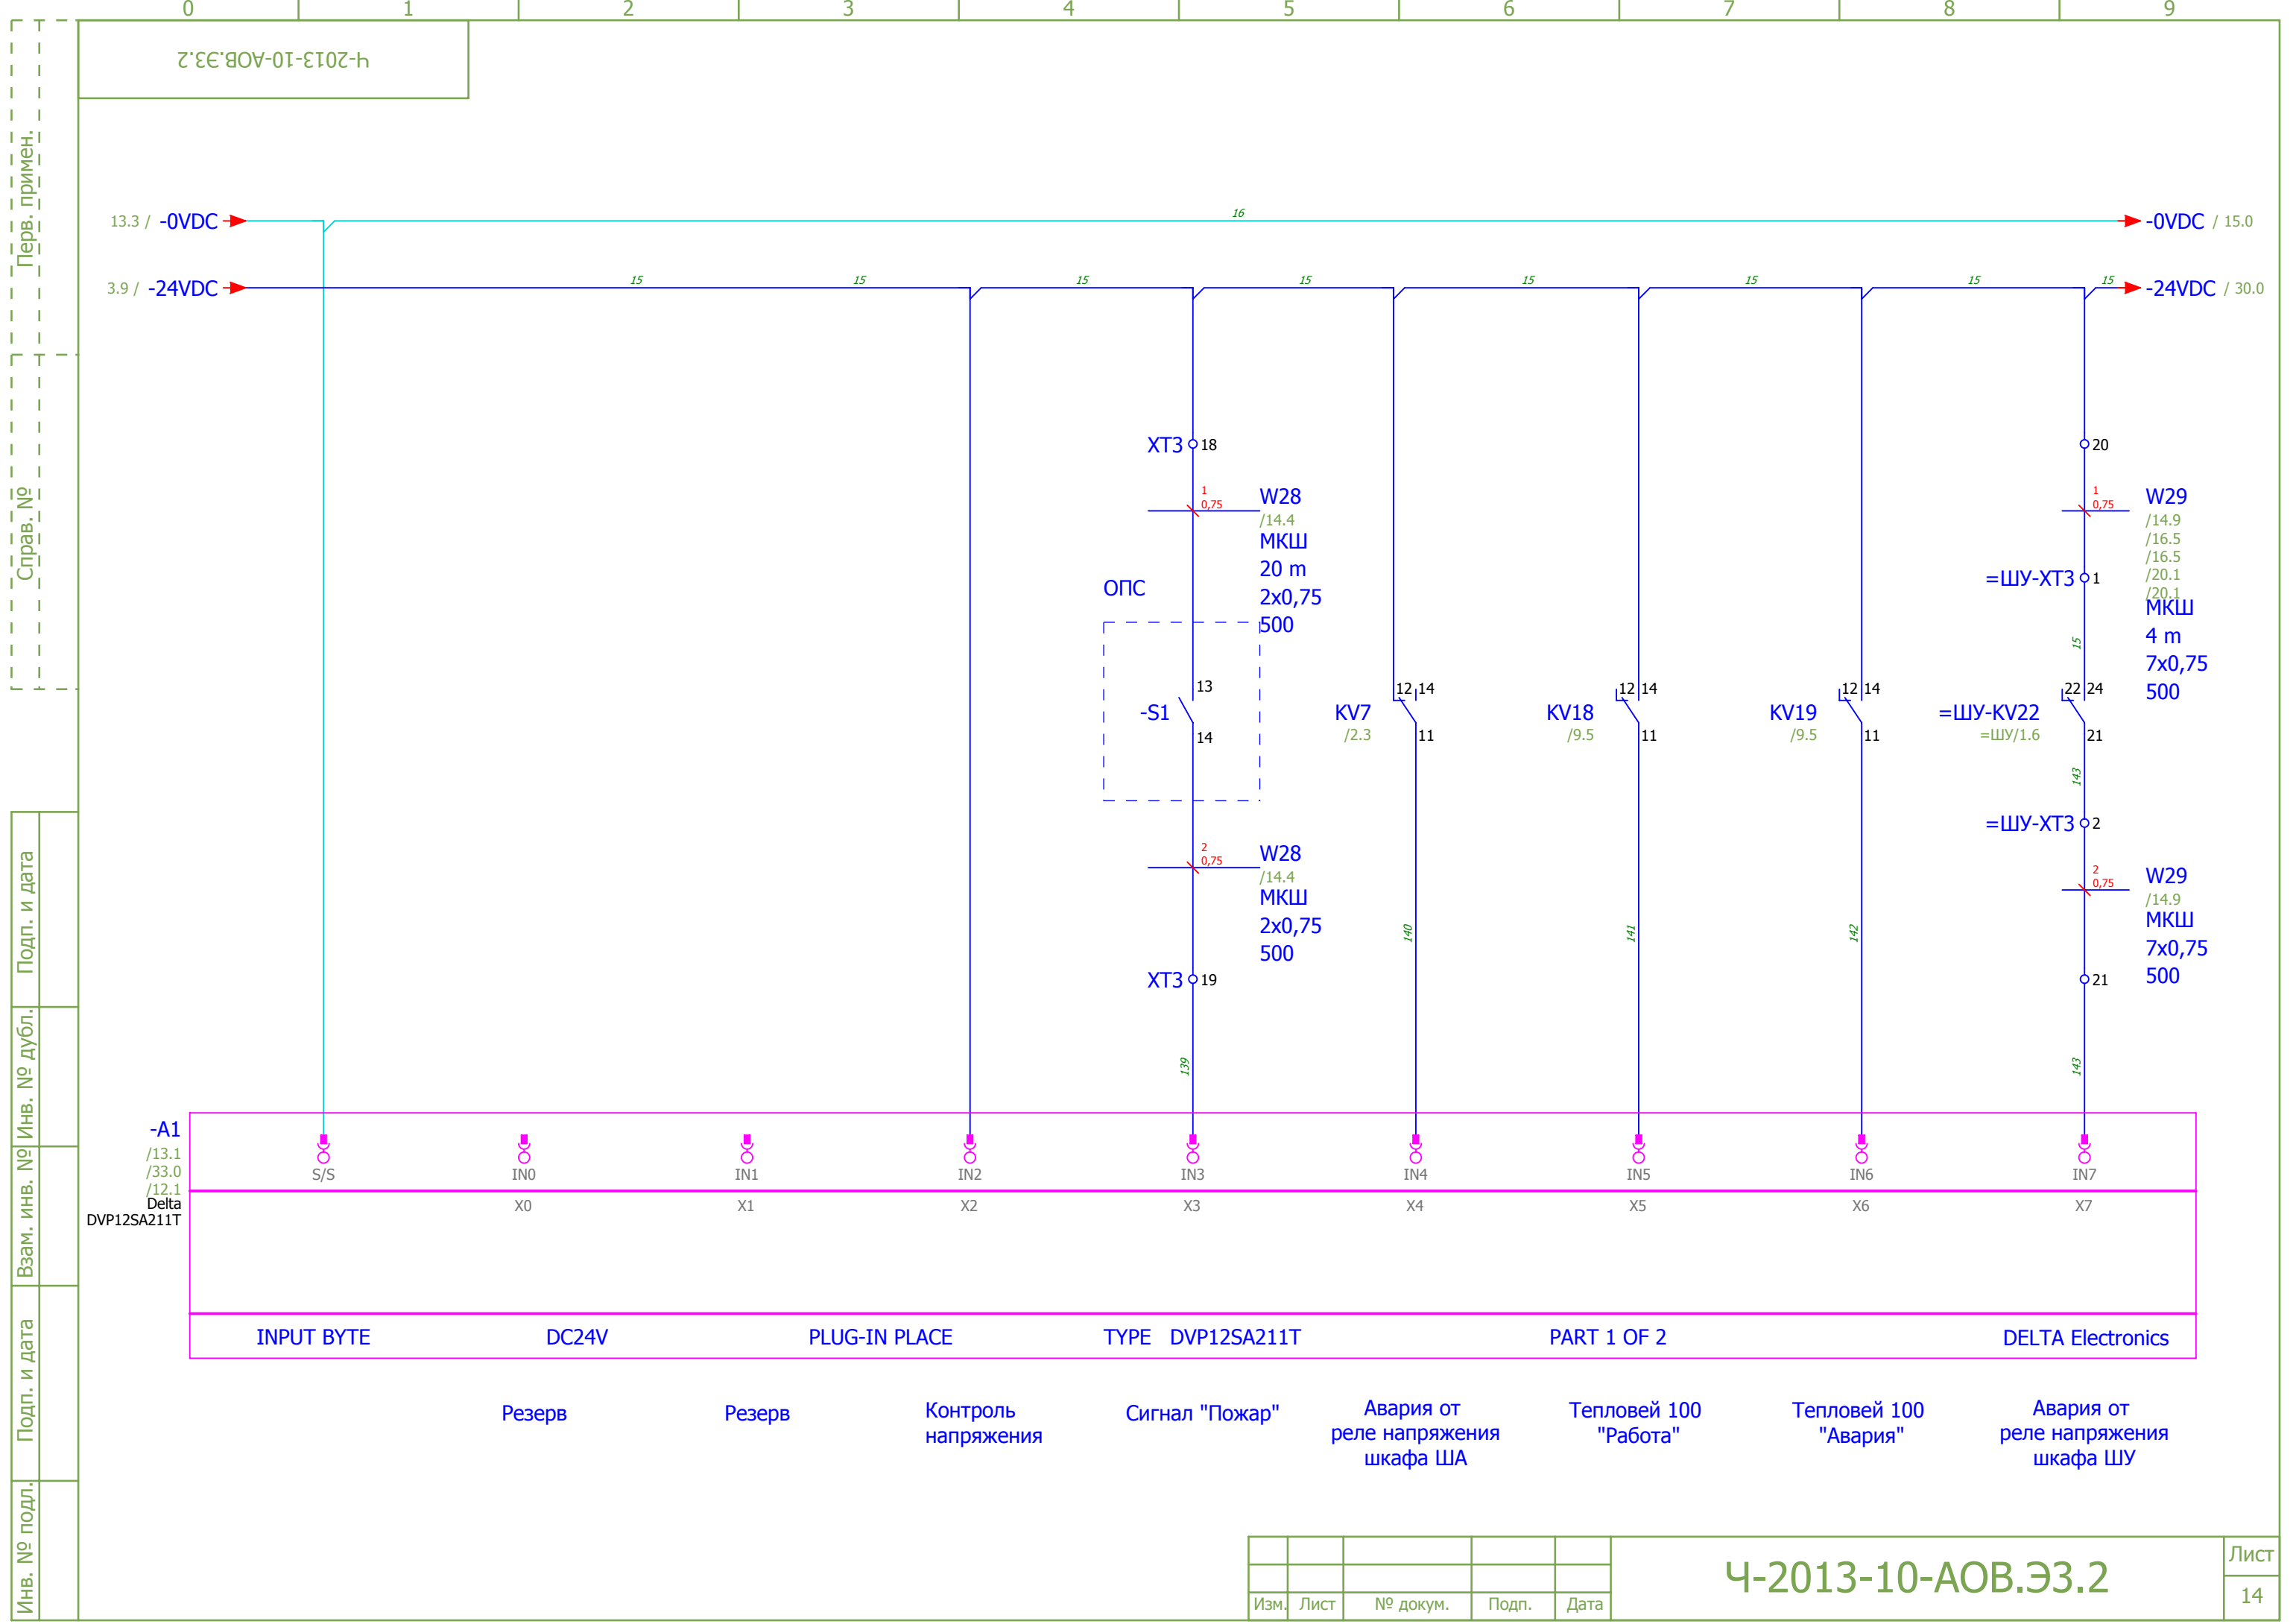 0 1 2 3 4 5 6 7 8 9
Ч-2013-10-АОВ.ЭЗ.2
Перв. примен.
Справ. №
Подп. и дата
Инв. № дубл.
Взам. инв. №
Подп. и дата
Инв. № подл.
13.3 / -0VDC
16
-0VDC / 15.0
3.9 / -24VDC
15 15 15 15 15 15 15 15
-24VDC / 30.0
XT3 18
1
0,75
W28
/14.4
МКШ
20 m
2x0,75
500
ОПС
13
-S1
14
2
0,75
W28
/14.4
МКШ
2x0,75
500
XT3 19
139
12 14
KV7
/2.3
11
140
12 14
KV18
/9.5
11
141
12 14
KV19
/9.5
11
142
20
1
0,75
W29
/14.9
/16.5
/16.5
/20.1
/20.1
МКШ
4 m
7x0,75
500
=ШУ-XT3 1
15
22 24
=ШУ-KV22
=ШУ/1.6
21
143
=ШУ-XT3 2
2
0,75
W29
/14.9
МКШ
7x0,75
500
21
143
-A1
/13.1
/33.0
/12.1
Delta
DVP12SA211T
S/S IN0 IN1 IN2 IN3 IN4 IN5 IN6 IN7
X0 X1 X2 X3 X4 X5 X6 X7
INPUT BYTE DC24V PLUG-IN PLACE TYPE DVP12SA211T PART 1 OF 2 DELTA Electronics
Резерв
Резерв
Контроль
напряжения
Сигнал "Пожар"
Авария от
реле напряжения
шкафа ША
Тепловей 100
"Работа"
Тепловей 100
"Авария"
Авария от
реле напряжения
шкафа ШУ
Изм. Лист № докум. Подп. Дата
Ч-2013-10-АОВ.ЭЗ.2
Лист
14